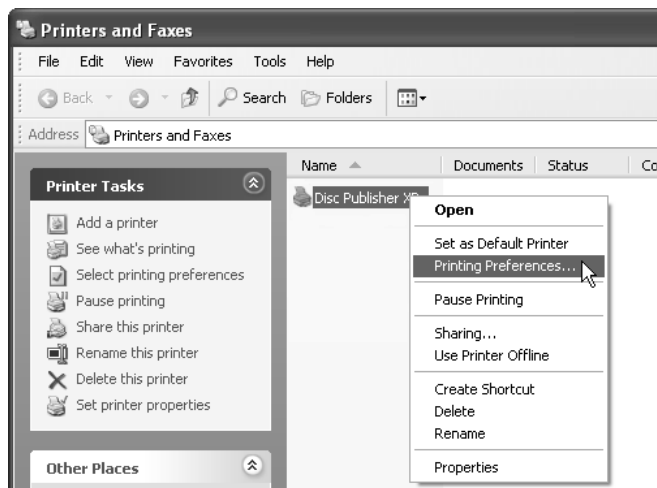 Printers and Faxes
File Edit View Favorites Tools Help
Back Search Folders
Address Printers and Faxes
Name Documents Status Co
Printer Tasks
Add a printer
See what's printing
Select printing preferences
Pause printing
Share this printer
Rename this printer
Delete this printer
Set printer properties
Other Places
Disc Publisher XP
Open
Set as Default Printer
Printing Preferences...
Pause Printing
Sharing...
Use Printer Offline
Create Shortcut
Delete
Rename
Properties